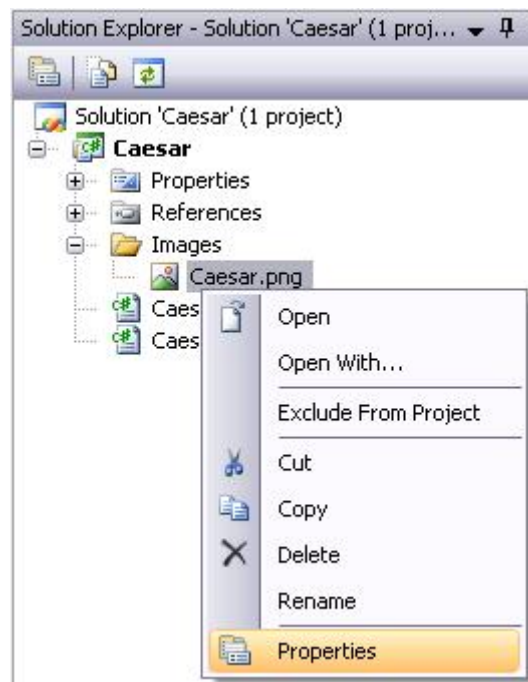 Solution Explorer - Solution 'Caesar' (1 proj...
Solution 'Caesar' (1 project)
Caesar
Properties
References
Images
Caesar.png
Caes
Caes
Open
Open With...
Exclude From Project
Cut
Copy
Delete
Rename
Properties